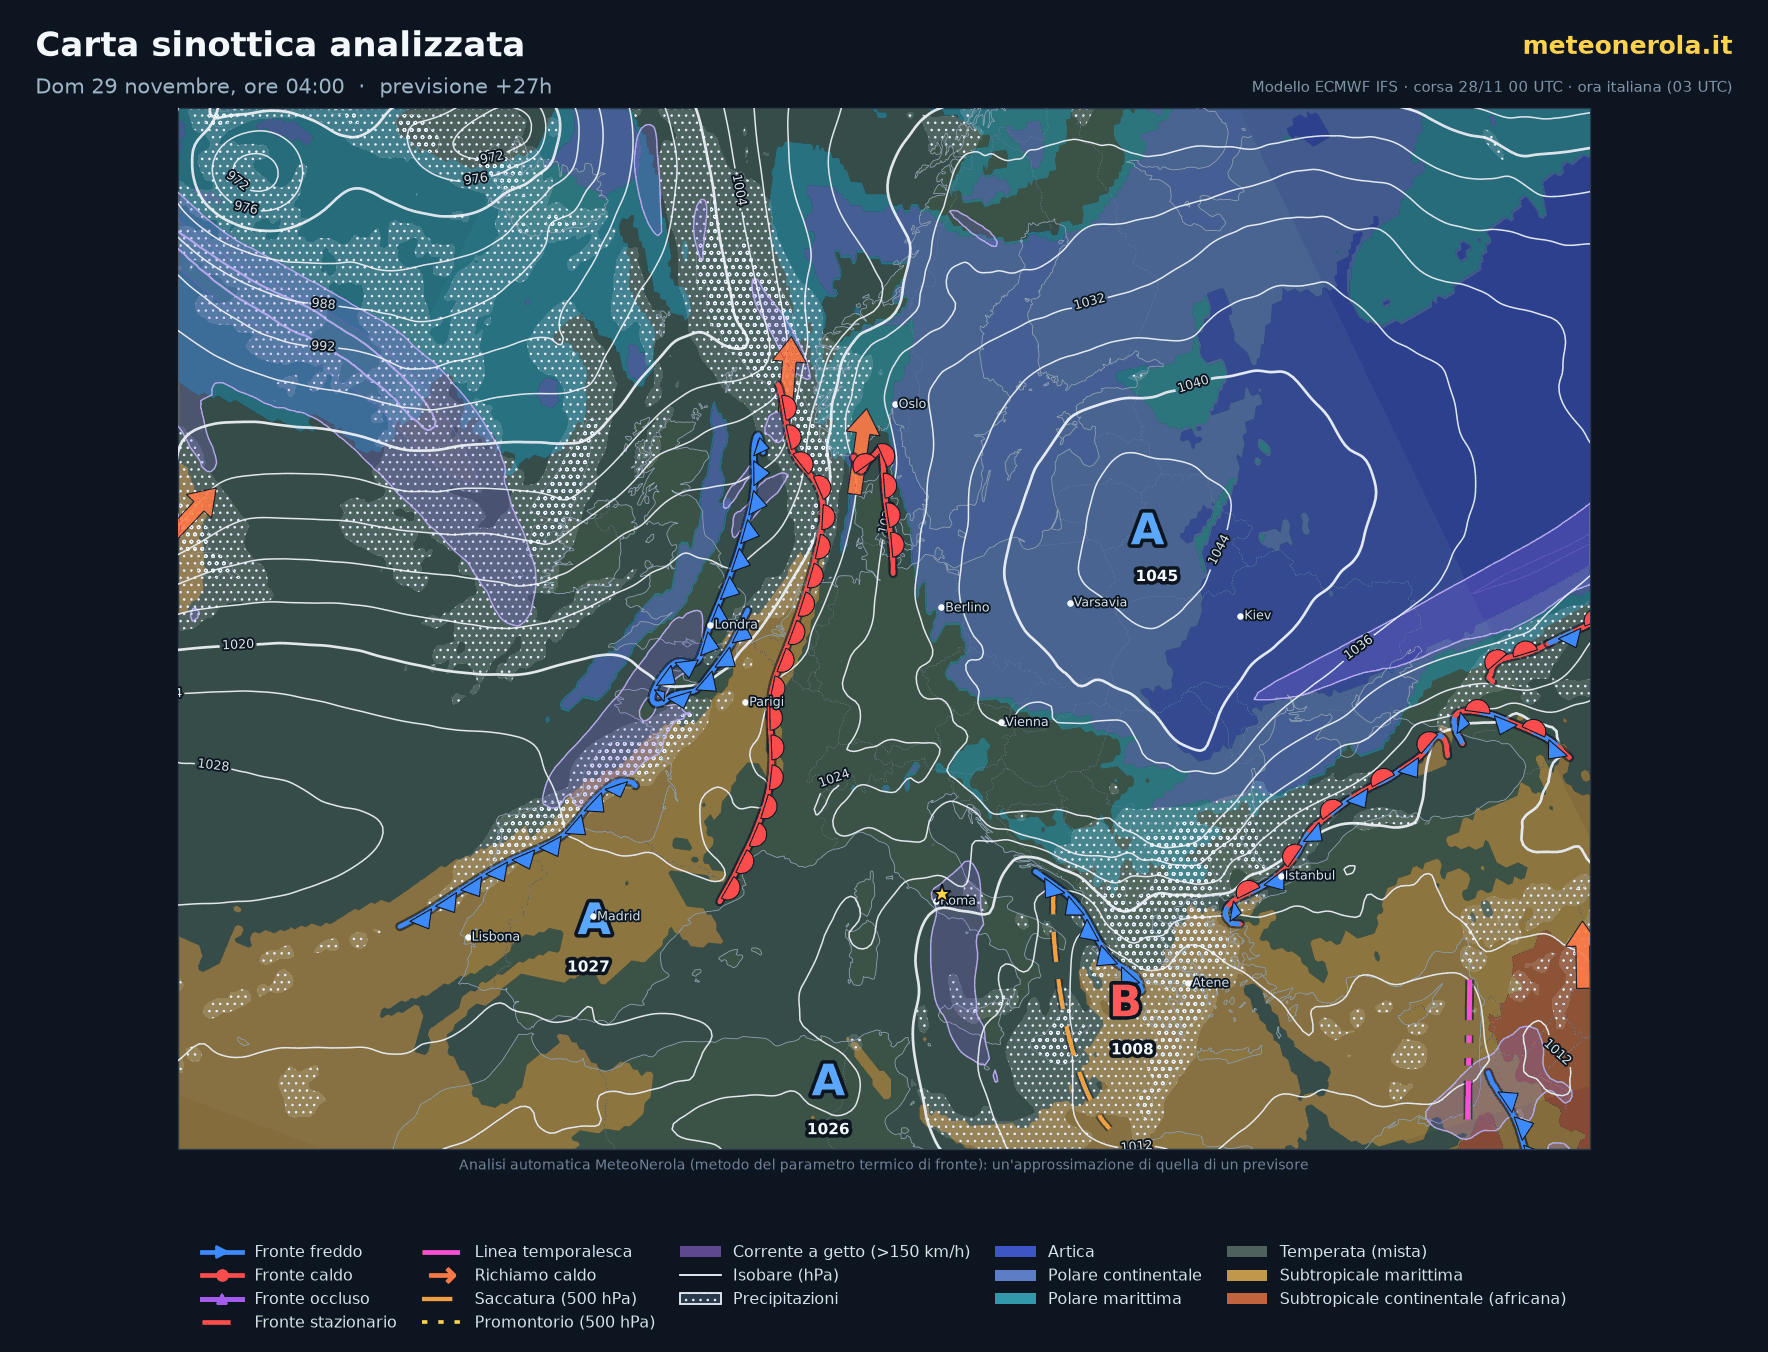 Carta sinottica analizzata
meteonerola.it
Dom 29 novembre, ore 04:00 · previsione +27h
Modello ECMWF IFS · corsa 28/11 00 UTC · ora italiana (03 UTC)
972
976
972
976
1004
988
992
1032
1040
Oslo
A
1045
1044
Berlino
Varsavia
Kiev
Londra
1020
1036
4
Parigi
Vienna
1028
1024
Istanbul
Roma
A
Madrid
Lisbona
1027
Atene
B
1008
1012
A
1026
1012
Analisi automatica MeteoNerola (metodo del parametro termico di fronte): un'approssimazione di quella di un previsore
Fronte freddo
Fronte caldo
Fronte occluso
Fronte stazionario
Linea temporalesca
Richiamo caldo
Saccatura (500 hPa)
Promontorio (500 hPa)
Corrente a getto (>150 km/h)
Isobare (hPa)
Precipitazioni
Artica
Polare continentale
Polare marittima
Temperata (mista)
Subtropicale marittima
Subtropicale continentale (africana)